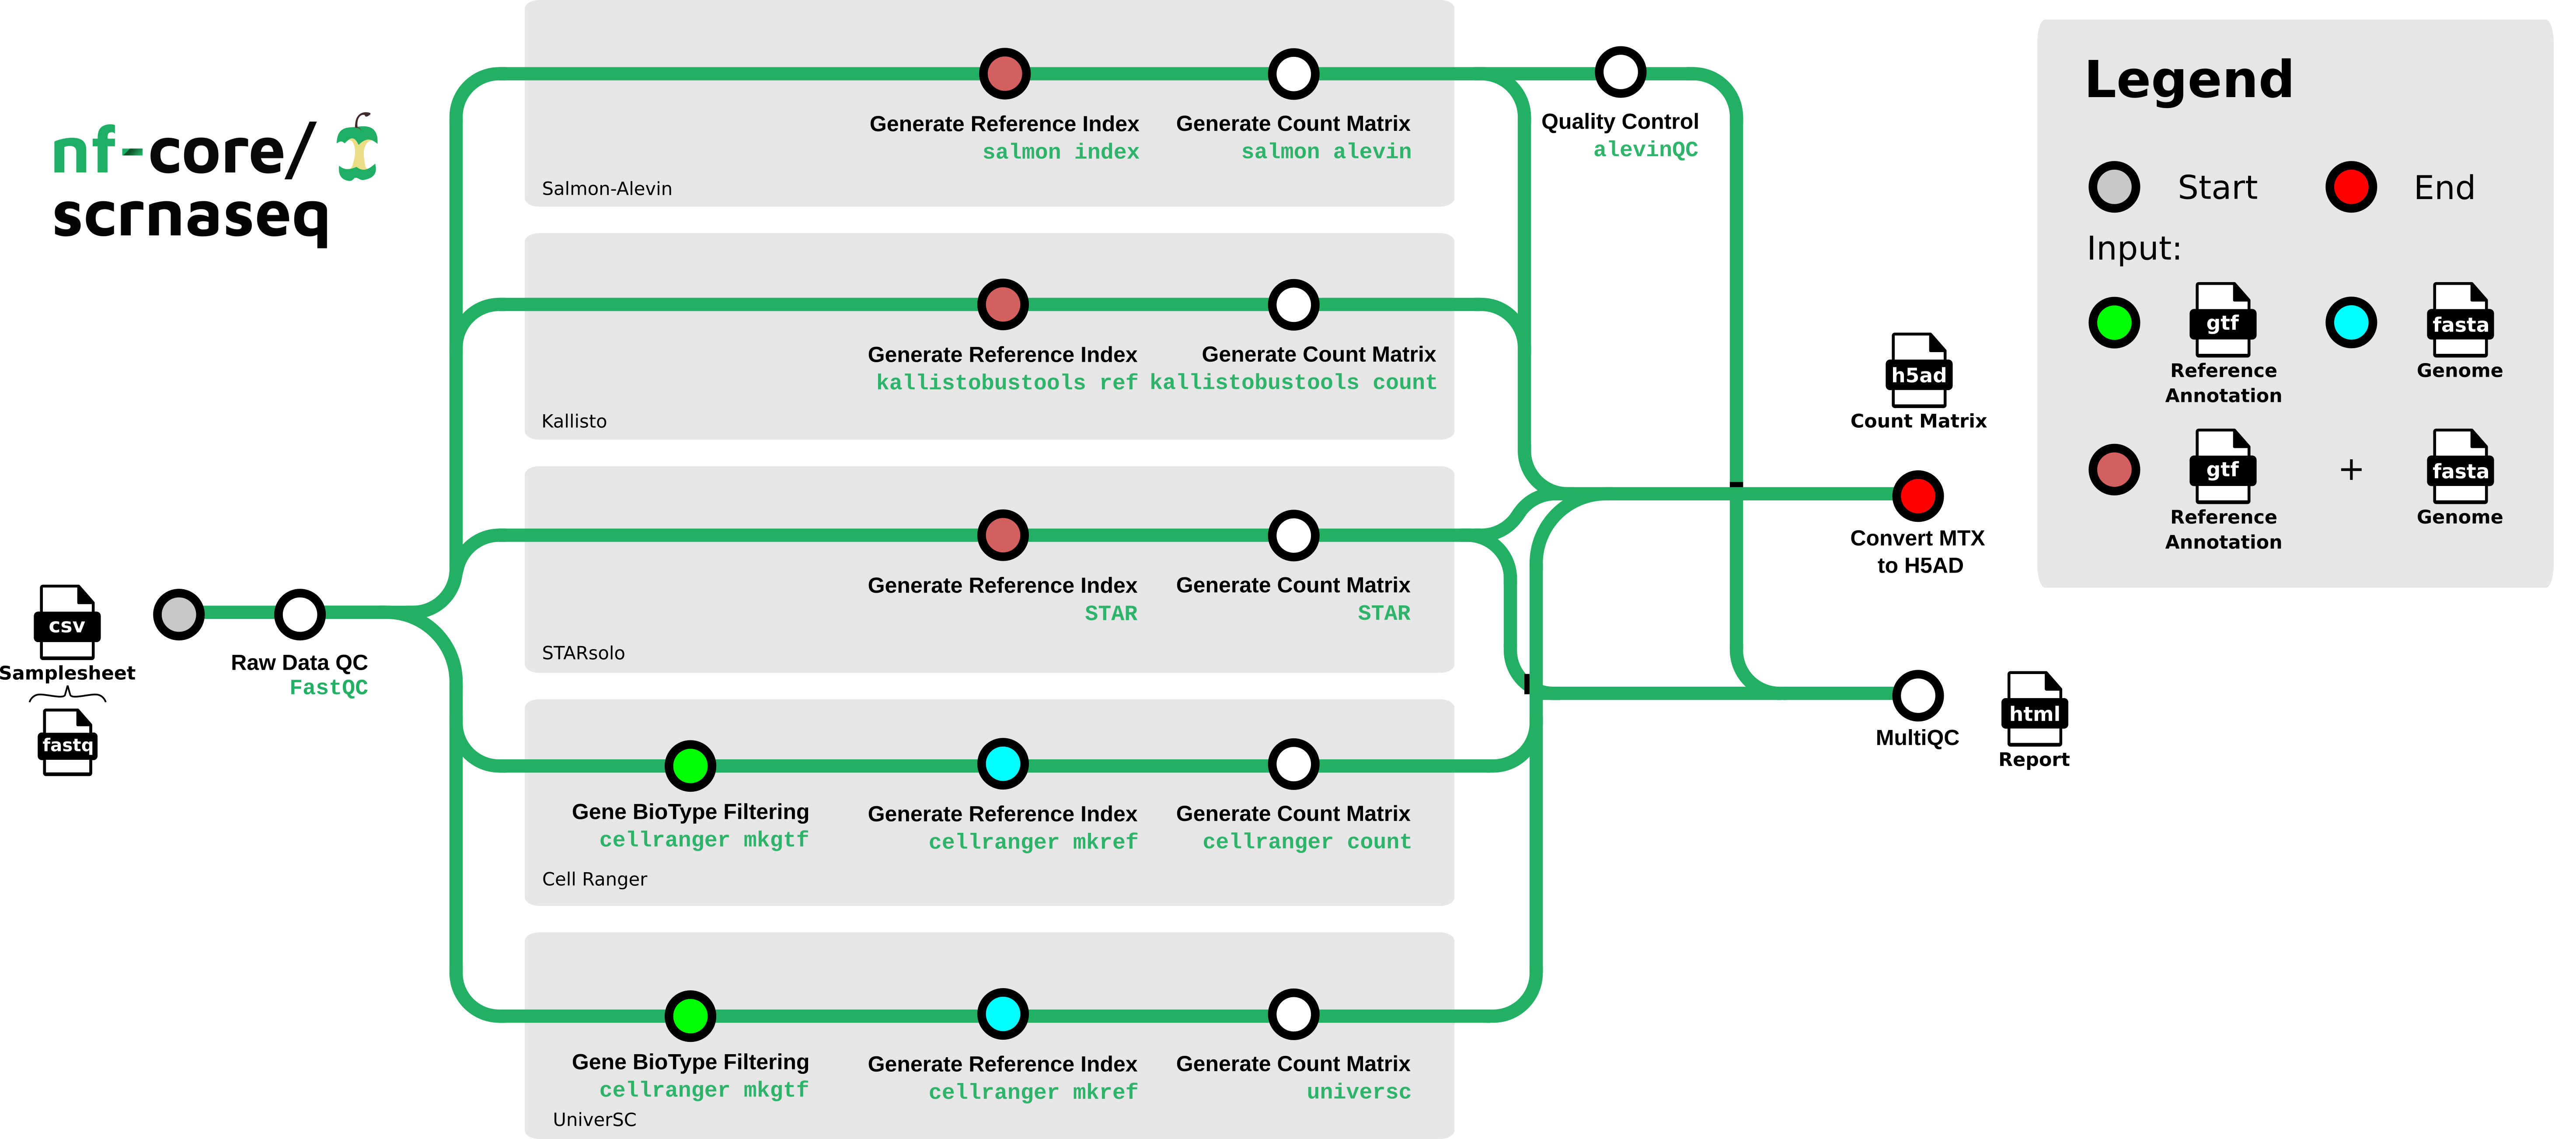 nf-core/
scrnaseq
csv
Samplesheet
fastq
Raw Data QC
FastQC
Generate Reference Index
salmon index
Generate Count Matrix
salmon alevin
Salmon-Alevin
Quality Control
alevinQC
Generate Reference Index
kallistobustools ref
Generate Count Matrix
kallistobustools count
Kallisto
Generate Reference Index
STAR
Generate Count Matrix
STAR
STARsolo
Gene BioType Filtering
cellranger mkgtf
Generate Reference Index
cellranger mkref
Generate Count Matrix
cellranger count
Cell Ranger
Gene BioType Filtering
cellranger mkgtf
Generate Reference Index
cellranger mkref
Generate Count Matrix
universc
UniverSC
h5ad
Count Matrix
Convert MTX
to H5AD
MultiQC
html
Report
Legend
Start
End
Input:
gtf
Reference
Annotation
fasta
Genome
gtf
Reference
Annotation
+
fasta
Genome